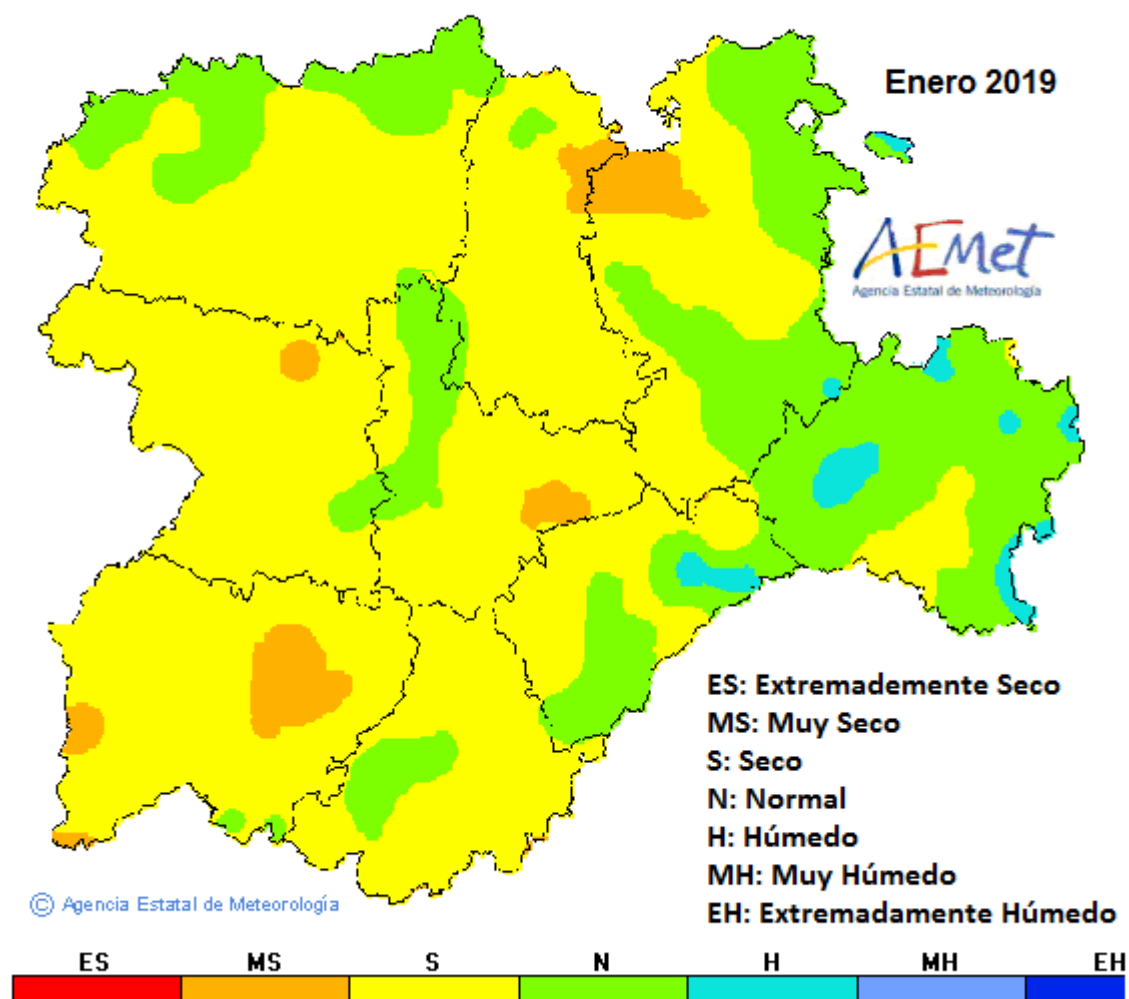 Enero 2019
AEMet
Agencia Estatal de Meteorología
ES: Extremademente Seco
MS: Muy Seco
S: Seco
N: Normal
H: Húmedo
MH: Muy Húmedo
EH: Extremadamente Húmedo
© Agencia Estatal de Meteorología
ES MS S N H MH EH